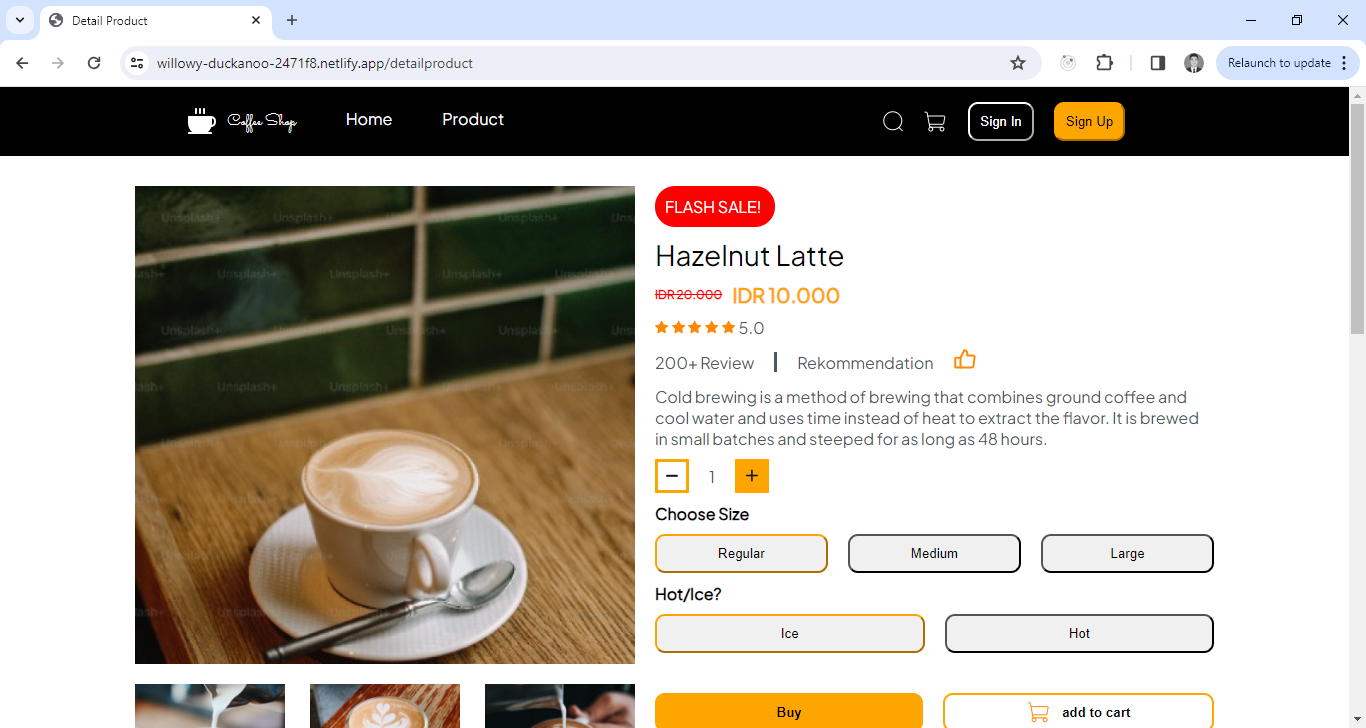 Detail Product
willowy-duckanoo-2471f8.netlify.app/detailproduct
Relaunch to update
Coffee Shop
Home
Product
Sign In
Sign Up
Unsplash+
FLASH SALE!
Hazelnut Latte
IDR 20.000 IDR 10.000
5.0
200+ Review
Rekommendation
Cold brewing is a method of brewing that combines ground coffee and
cool water and uses time instead of heat to extract the flavor. It is brewed
in small batches and steeped for as long as 48 hours.
1
Choose Size
Regular
Medium
Large
Hot/Ice?
Ice
Hot
Buy
add to cart